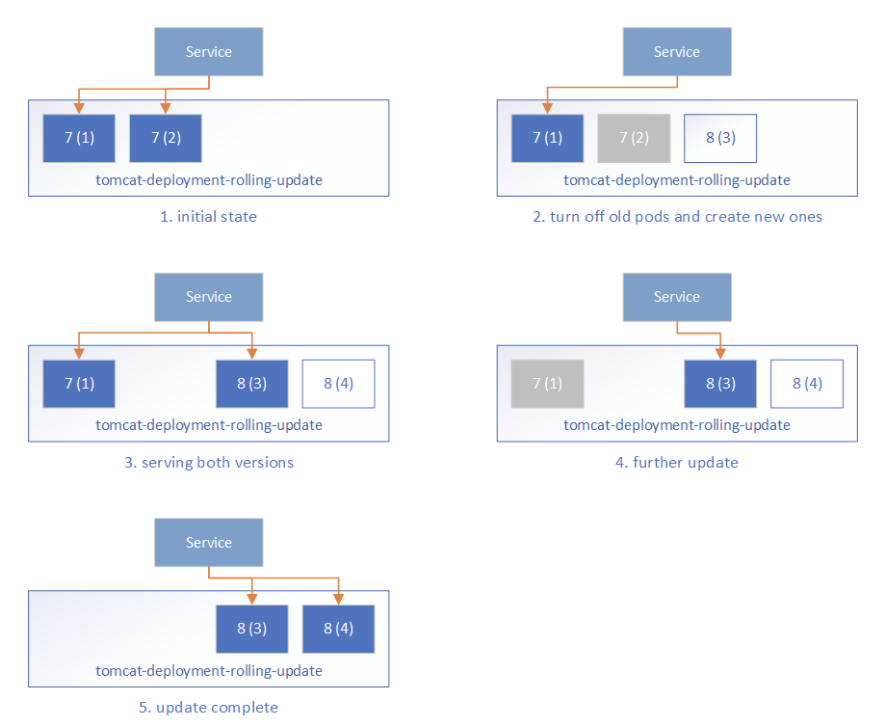 Service
7 (1) 7 (2)
tomcat-deployment-rolling-update
1. initial state
Service
7 (1) 7 (2) 8 (3)
tomcat-deployment-rolling-update
2. turn off old pods and create new ones
Service
7 (1) 8 (3) 8 (4)
tomcat-deployment-rolling-update
3. serving both versions
Service
7 (1) 8 (3) 8 (4)
tomcat-deployment-rolling-update
4. further update
Service
8 (3) 8 (4)
tomcat-deployment-rolling-update
5. update complete